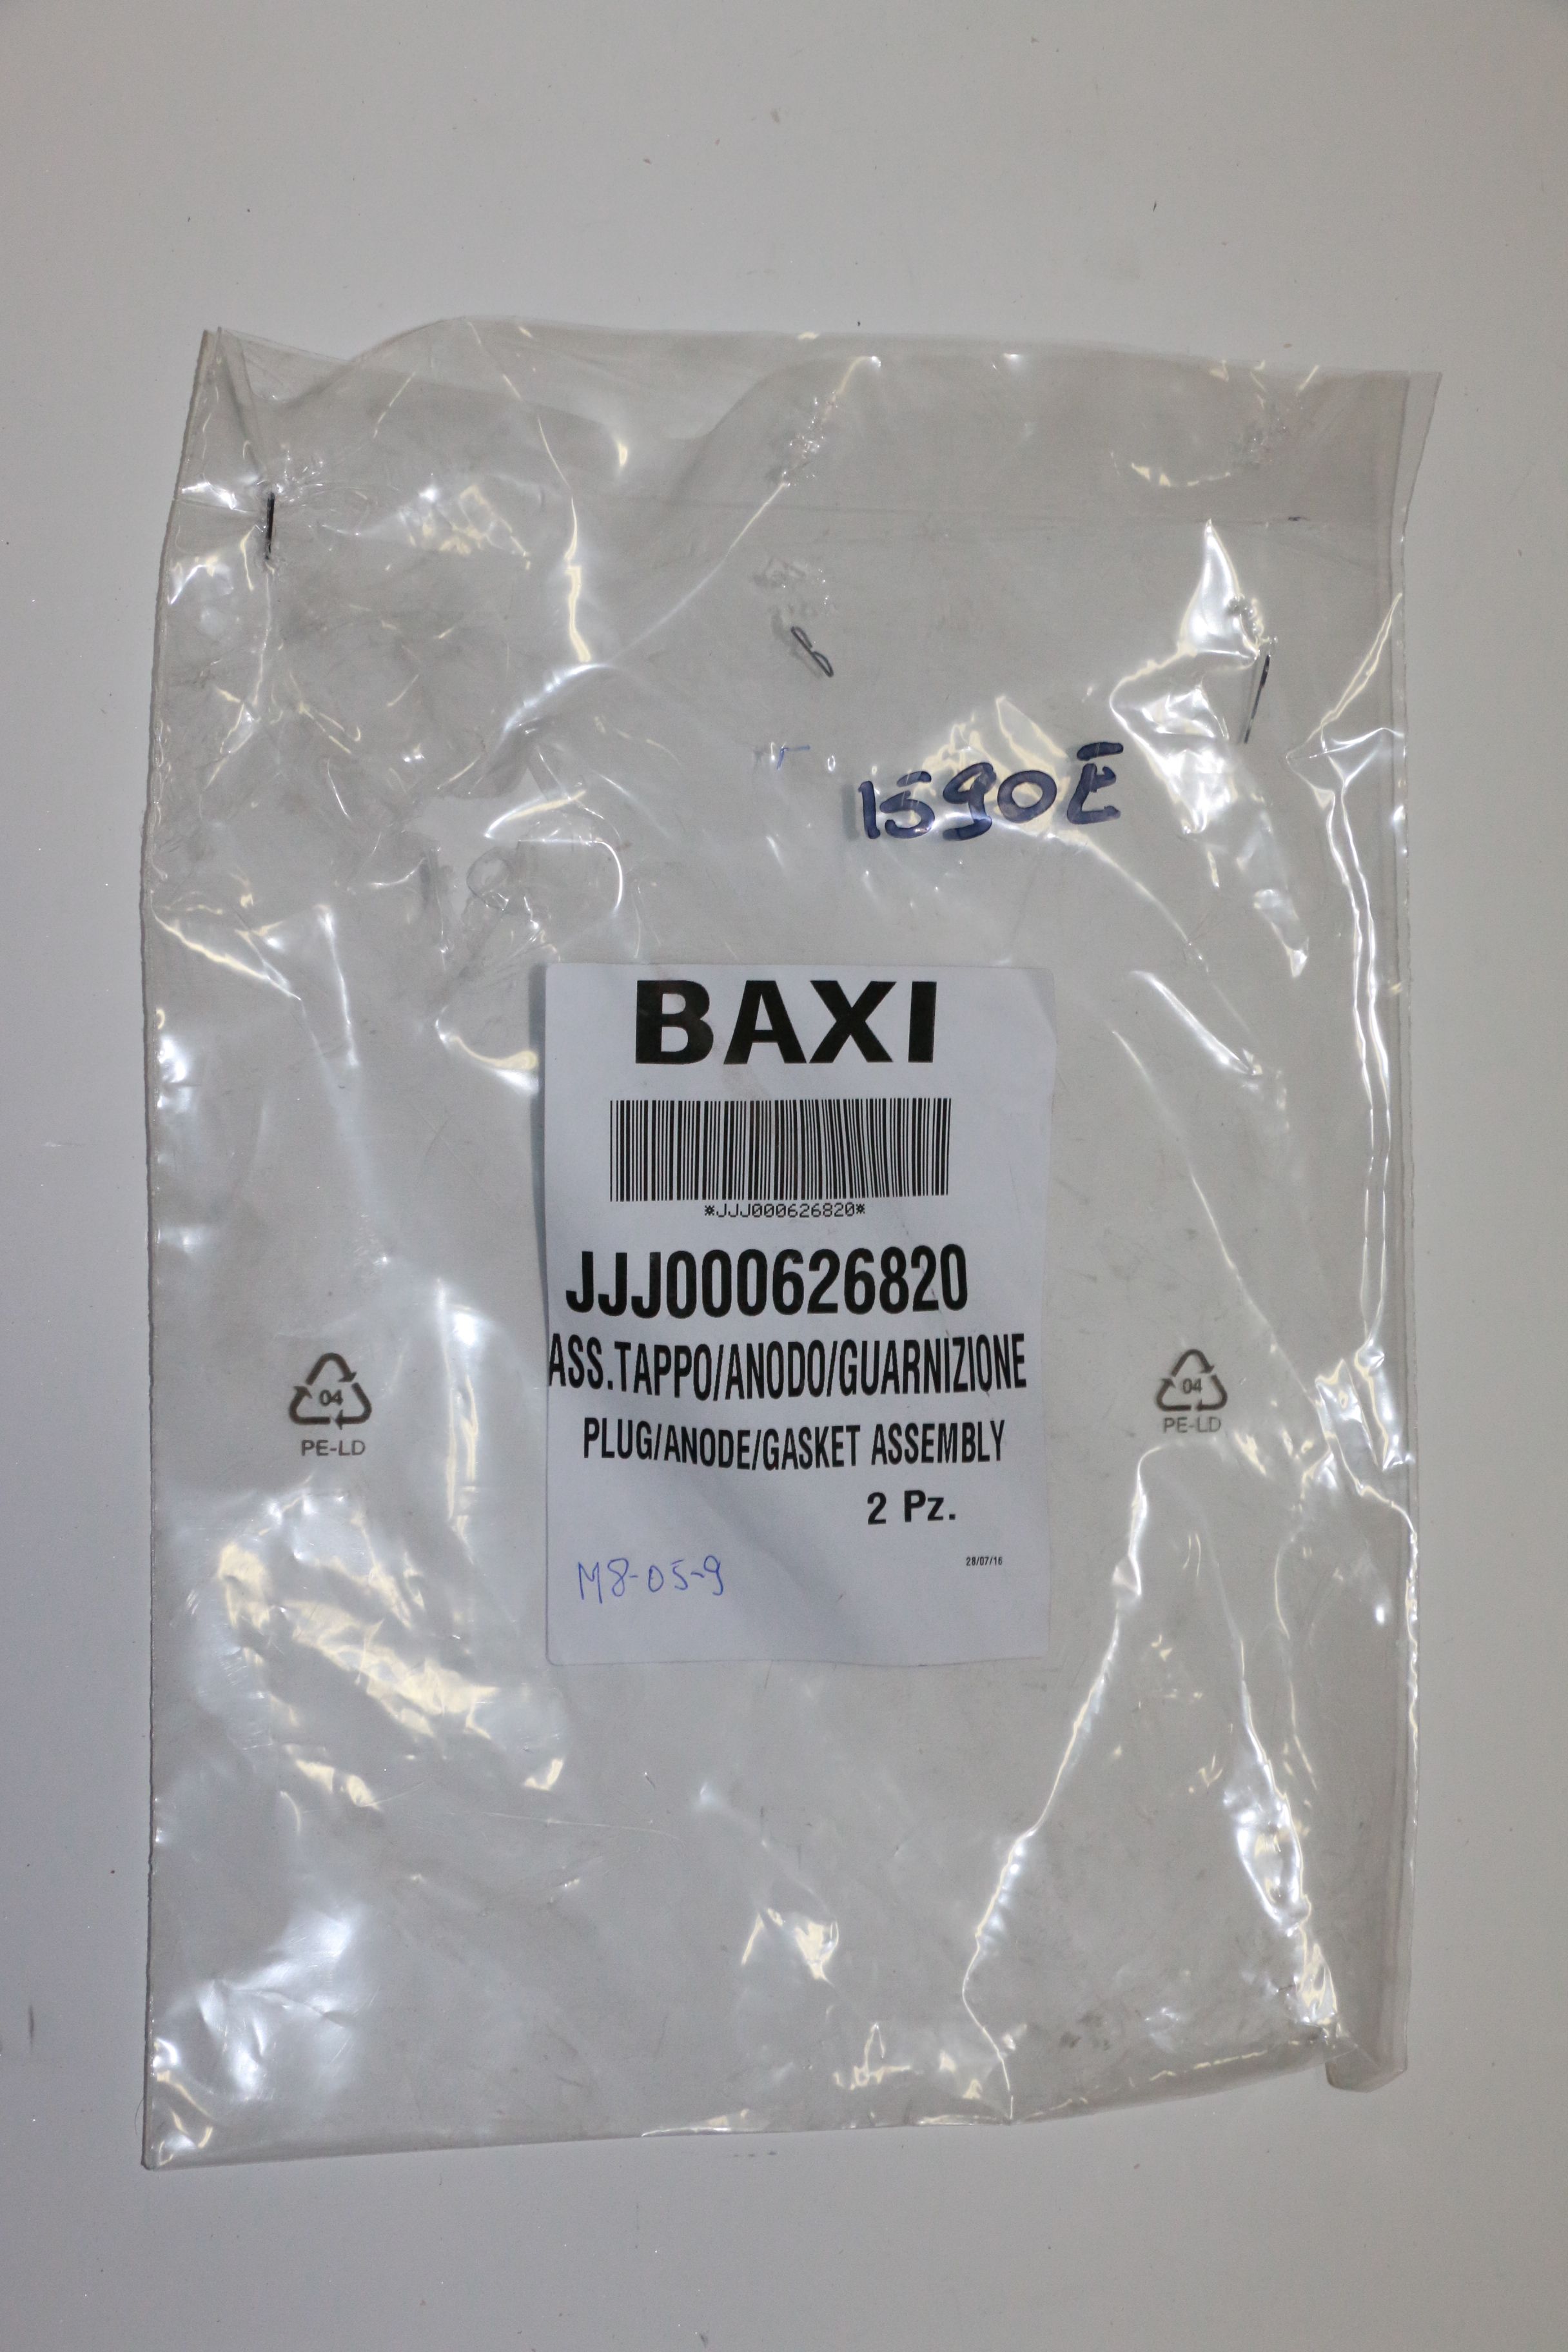 1590E
BAXI
*JJJ000626820*
JJJ000626820
ASS.TAPPO/ANODO/GUARNIZIONE
PLUG/ANODE/GASKET ASSEMBLY
2 Pz.
28/07/16
M8-05-9
04
PE-LD
04
PE-LD